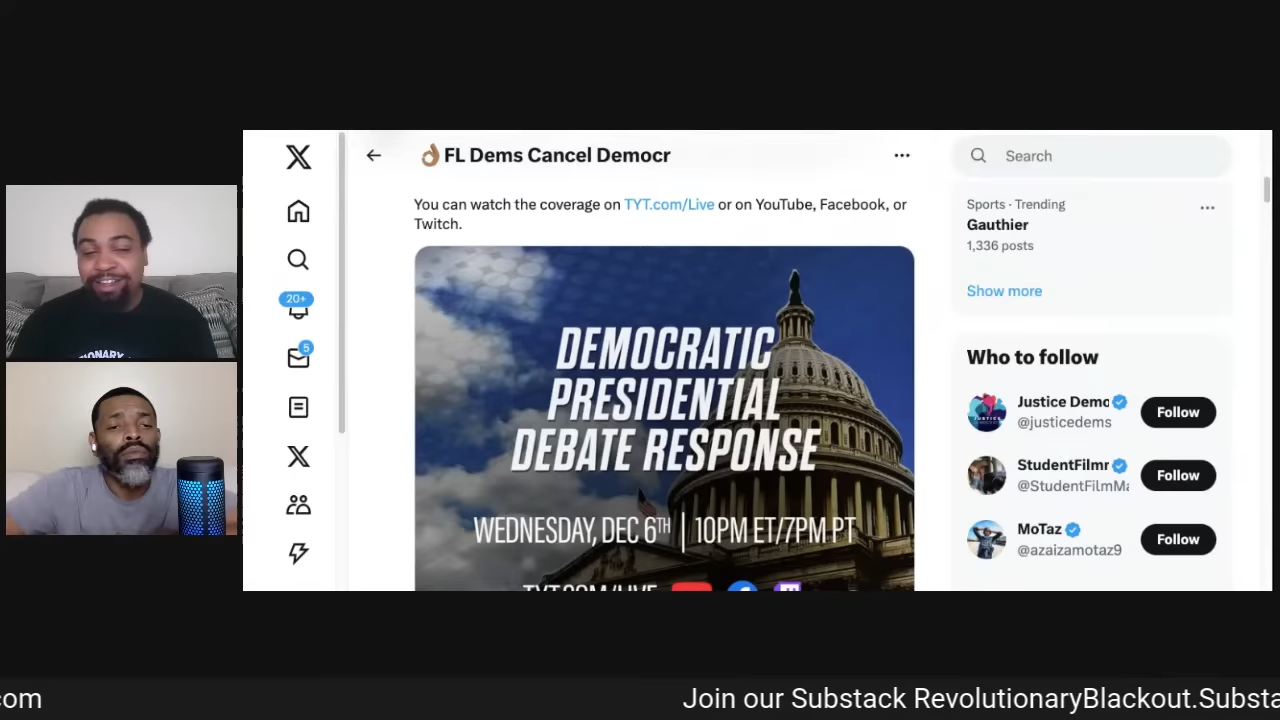 FL Dems Cancel Democr
Search
You can watch the coverage on TYT.com/Live or on YouTube, Facebook, or
Twitch.
DEMOCRATIC
PRESIDENTIAL
DEBATE RESPONSE
WEDNESDAY, DEC 6TH | 10PM ET/7PM PT
TYT.COM/LIVE
20+
5
Sports · Trending
Gauthier
1,336 posts
Show more
Who to follow
Justice Demo
@justicedems
Follow
StudentFilmr
@StudentFilmMa
Follow
MoTaz
@azaizamotaz9
Follow
com
Join our Substack RevolutionaryBlackout.Substa